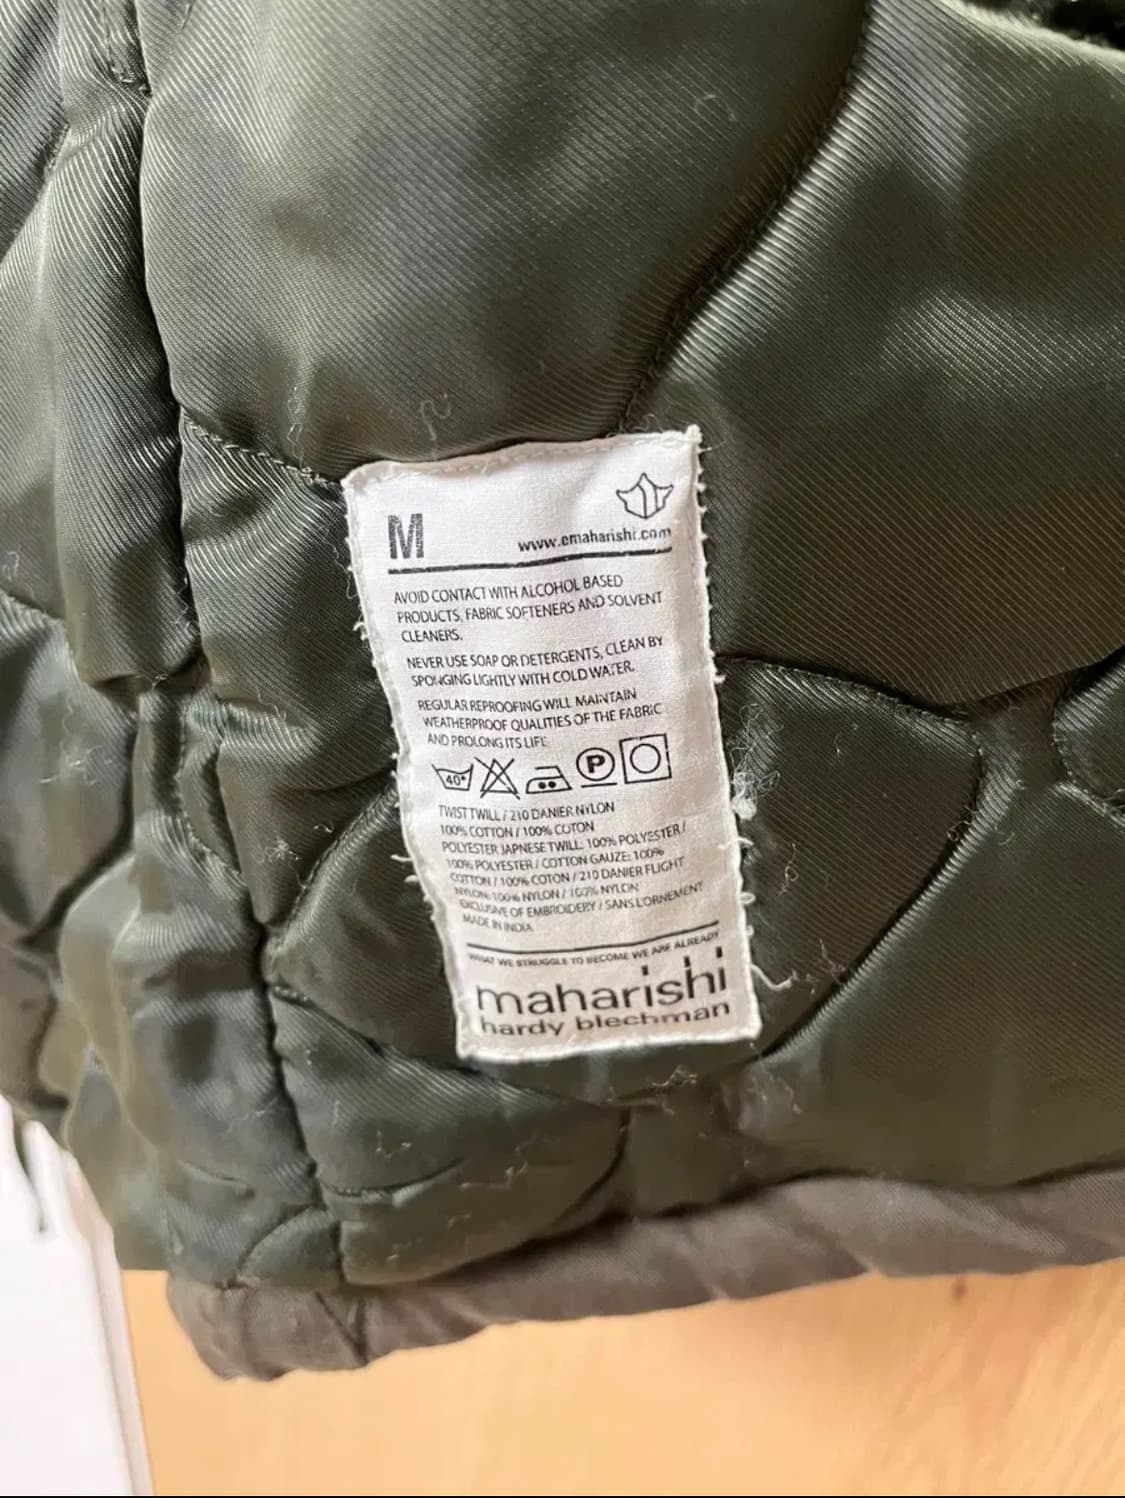 M
www.emaharishi.com
AVOID CONTACT WITH ALCOHOL BASED
PRODUCTS, FABRIC SOFTENERS AND SOLVENT
CLEANERS.
NEVER USE SOAP OR DETERGENTS, CLEAN BY
SPONGING LIGHTLY WITH COLD WATER.
REGULAR REPROOFING WILL MAINTAIN
WEATHERPROOF QUALITIES OF THE FABRIC
AND PROLONG ITS LIFE
40° P
TWIST TWILL / 210 DANIER NYLON
100% COTTON / 100% COTON
POLYESTER JAPNESE TWILL: 100% POLYESTER /
100% POLYESTER / COTTON GAUZE: 100%
COTTON / 100% COTON / 210 DANIER FLIGHT
NYLON: 100% NYLON / 100% NYLON
EXCLUSIVE OF EMBROIDERY / SANS L'ORNEMENT
MADE IN INDIA
WHAT WE STRUGGLE TO BECOME WE ARE ALREADY
maharishi
hardy blechman